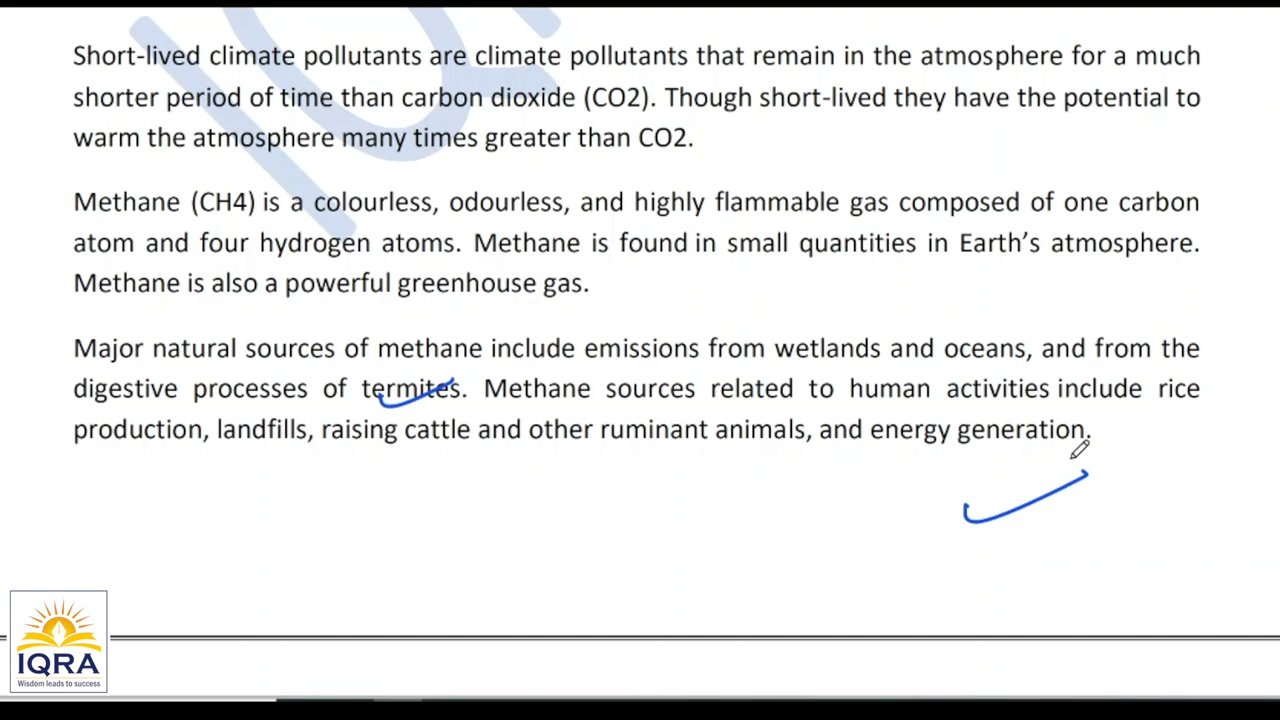 Short-lived climate pollutants are climate pollutants that remain in the atmosphere for a much
shorter period of time than carbon dioxide (CO2). Though short-lived they have the potential to
warm the atmosphere many times greater than CO2.
Methane (CH4) is a colourless, odourless, and highly flammable gas composed of one carbon
atom and four hydrogen atoms. Methane is found in small quantities in Earth's atmosphere.
Methane is also a powerful greenhouse gas.
Major natural sources of methane include emissions from wetlands and oceans, and from the
digestive processes of termites. Methane sources related to human activities include rice
production, landfills, raising cattle and other ruminant animals, and energy generation.
IQRA
Wisdom leads to success